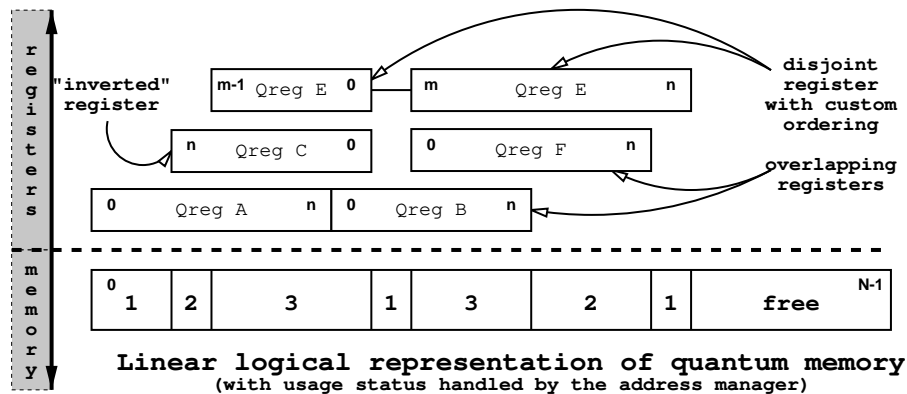 registers
memory
"inverted"
register
m-1 Qreg E 0
m Qreg E n
disjoint
register
with custom
ordering
n Qreg C 0
0 Qreg F n
overlapping
registers
0 Qreg A n
0 Qreg B n
0 N-1
1 2 3 1 3 2 1 free
Linear logical representation of quantum memory
(with usage status handled by the address manager)